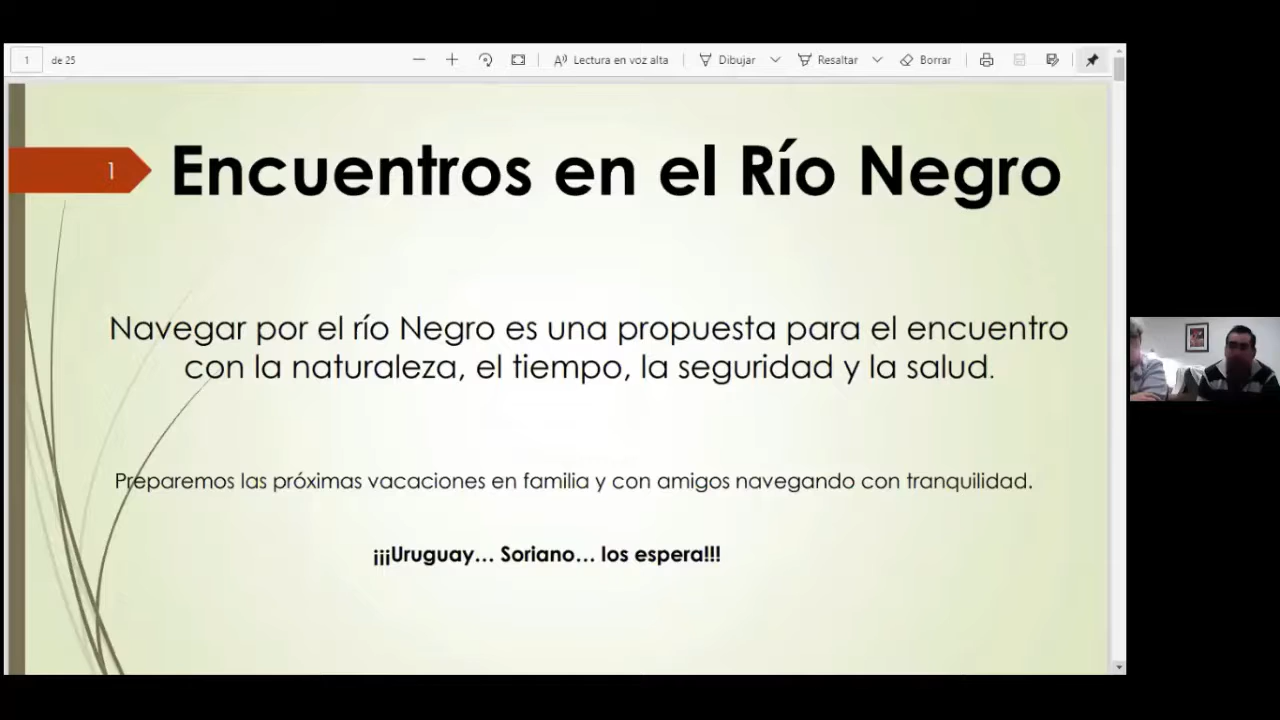 1 de 25 Lectura en voz alta Dibujar Resaltar Borrar
1
Encuentros en el Río Negro
Navegar por el río Negro es una propuesta para el encuentro
con la naturaleza, el tiempo, la seguridad y la salud.
Preparemos las próximas vacaciones en familia y con amigos navegando con tranquilidad.
¡¡¡Uruguay... Soriano... los espera!!!